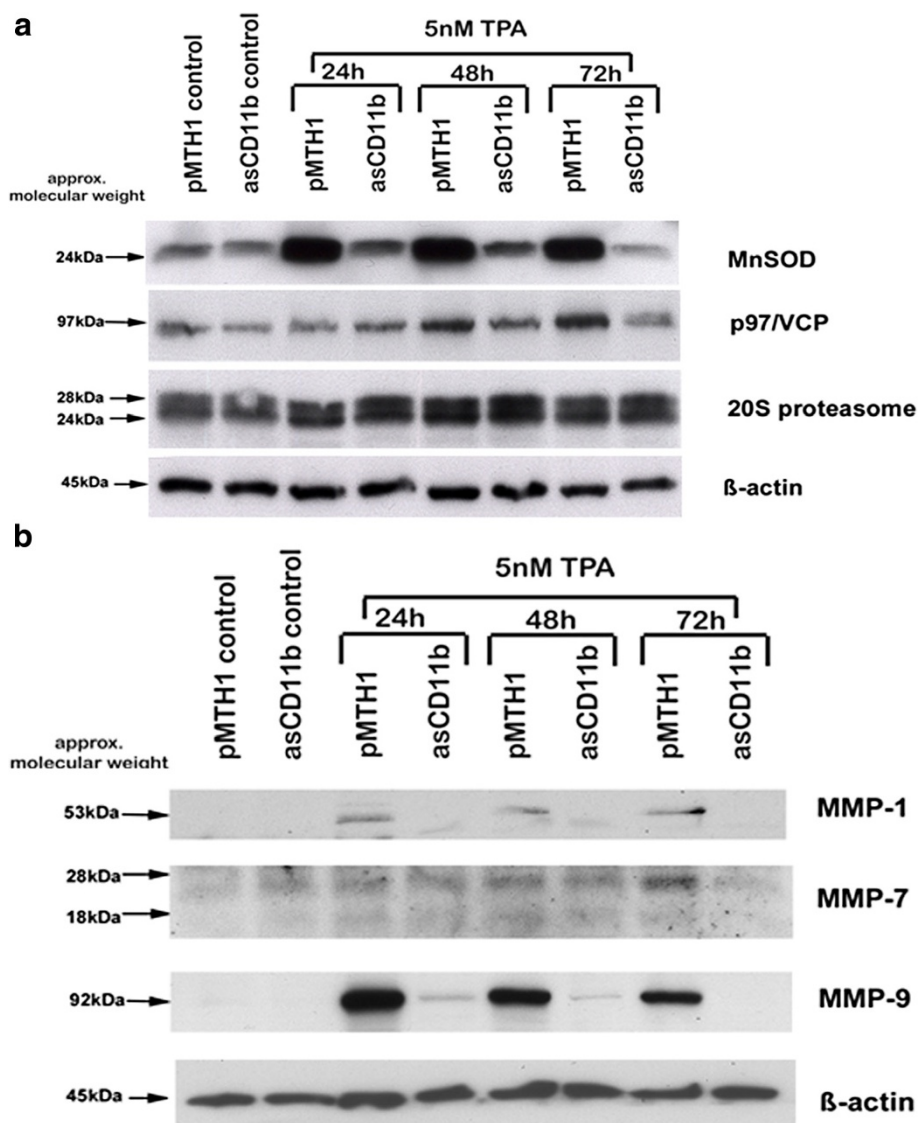 a
5nM TPA
24h 48h 72h
pMTH1 control
asCD11b control
pMTH1
asCD11b
pMTH1
asCD11b
pMTH1
asCD11b
approx.
molecular weight
24kDa
MnSOD
97kDa
p97/VCP
28kDa
24kDa
20S proteasome
45kDa
ß-actin
b
5nM TPA
24h 48h 72h
pMTH1 control
asCD11b control
pMTH1
asCD11b
pMTH1
asCD11b
pMTH1
asCD11b
approx.
molecular weight
53kDa
MMP-1
28kDa
18kDa
MMP-7
92kDa
MMP-9
45kDa
ß-actin